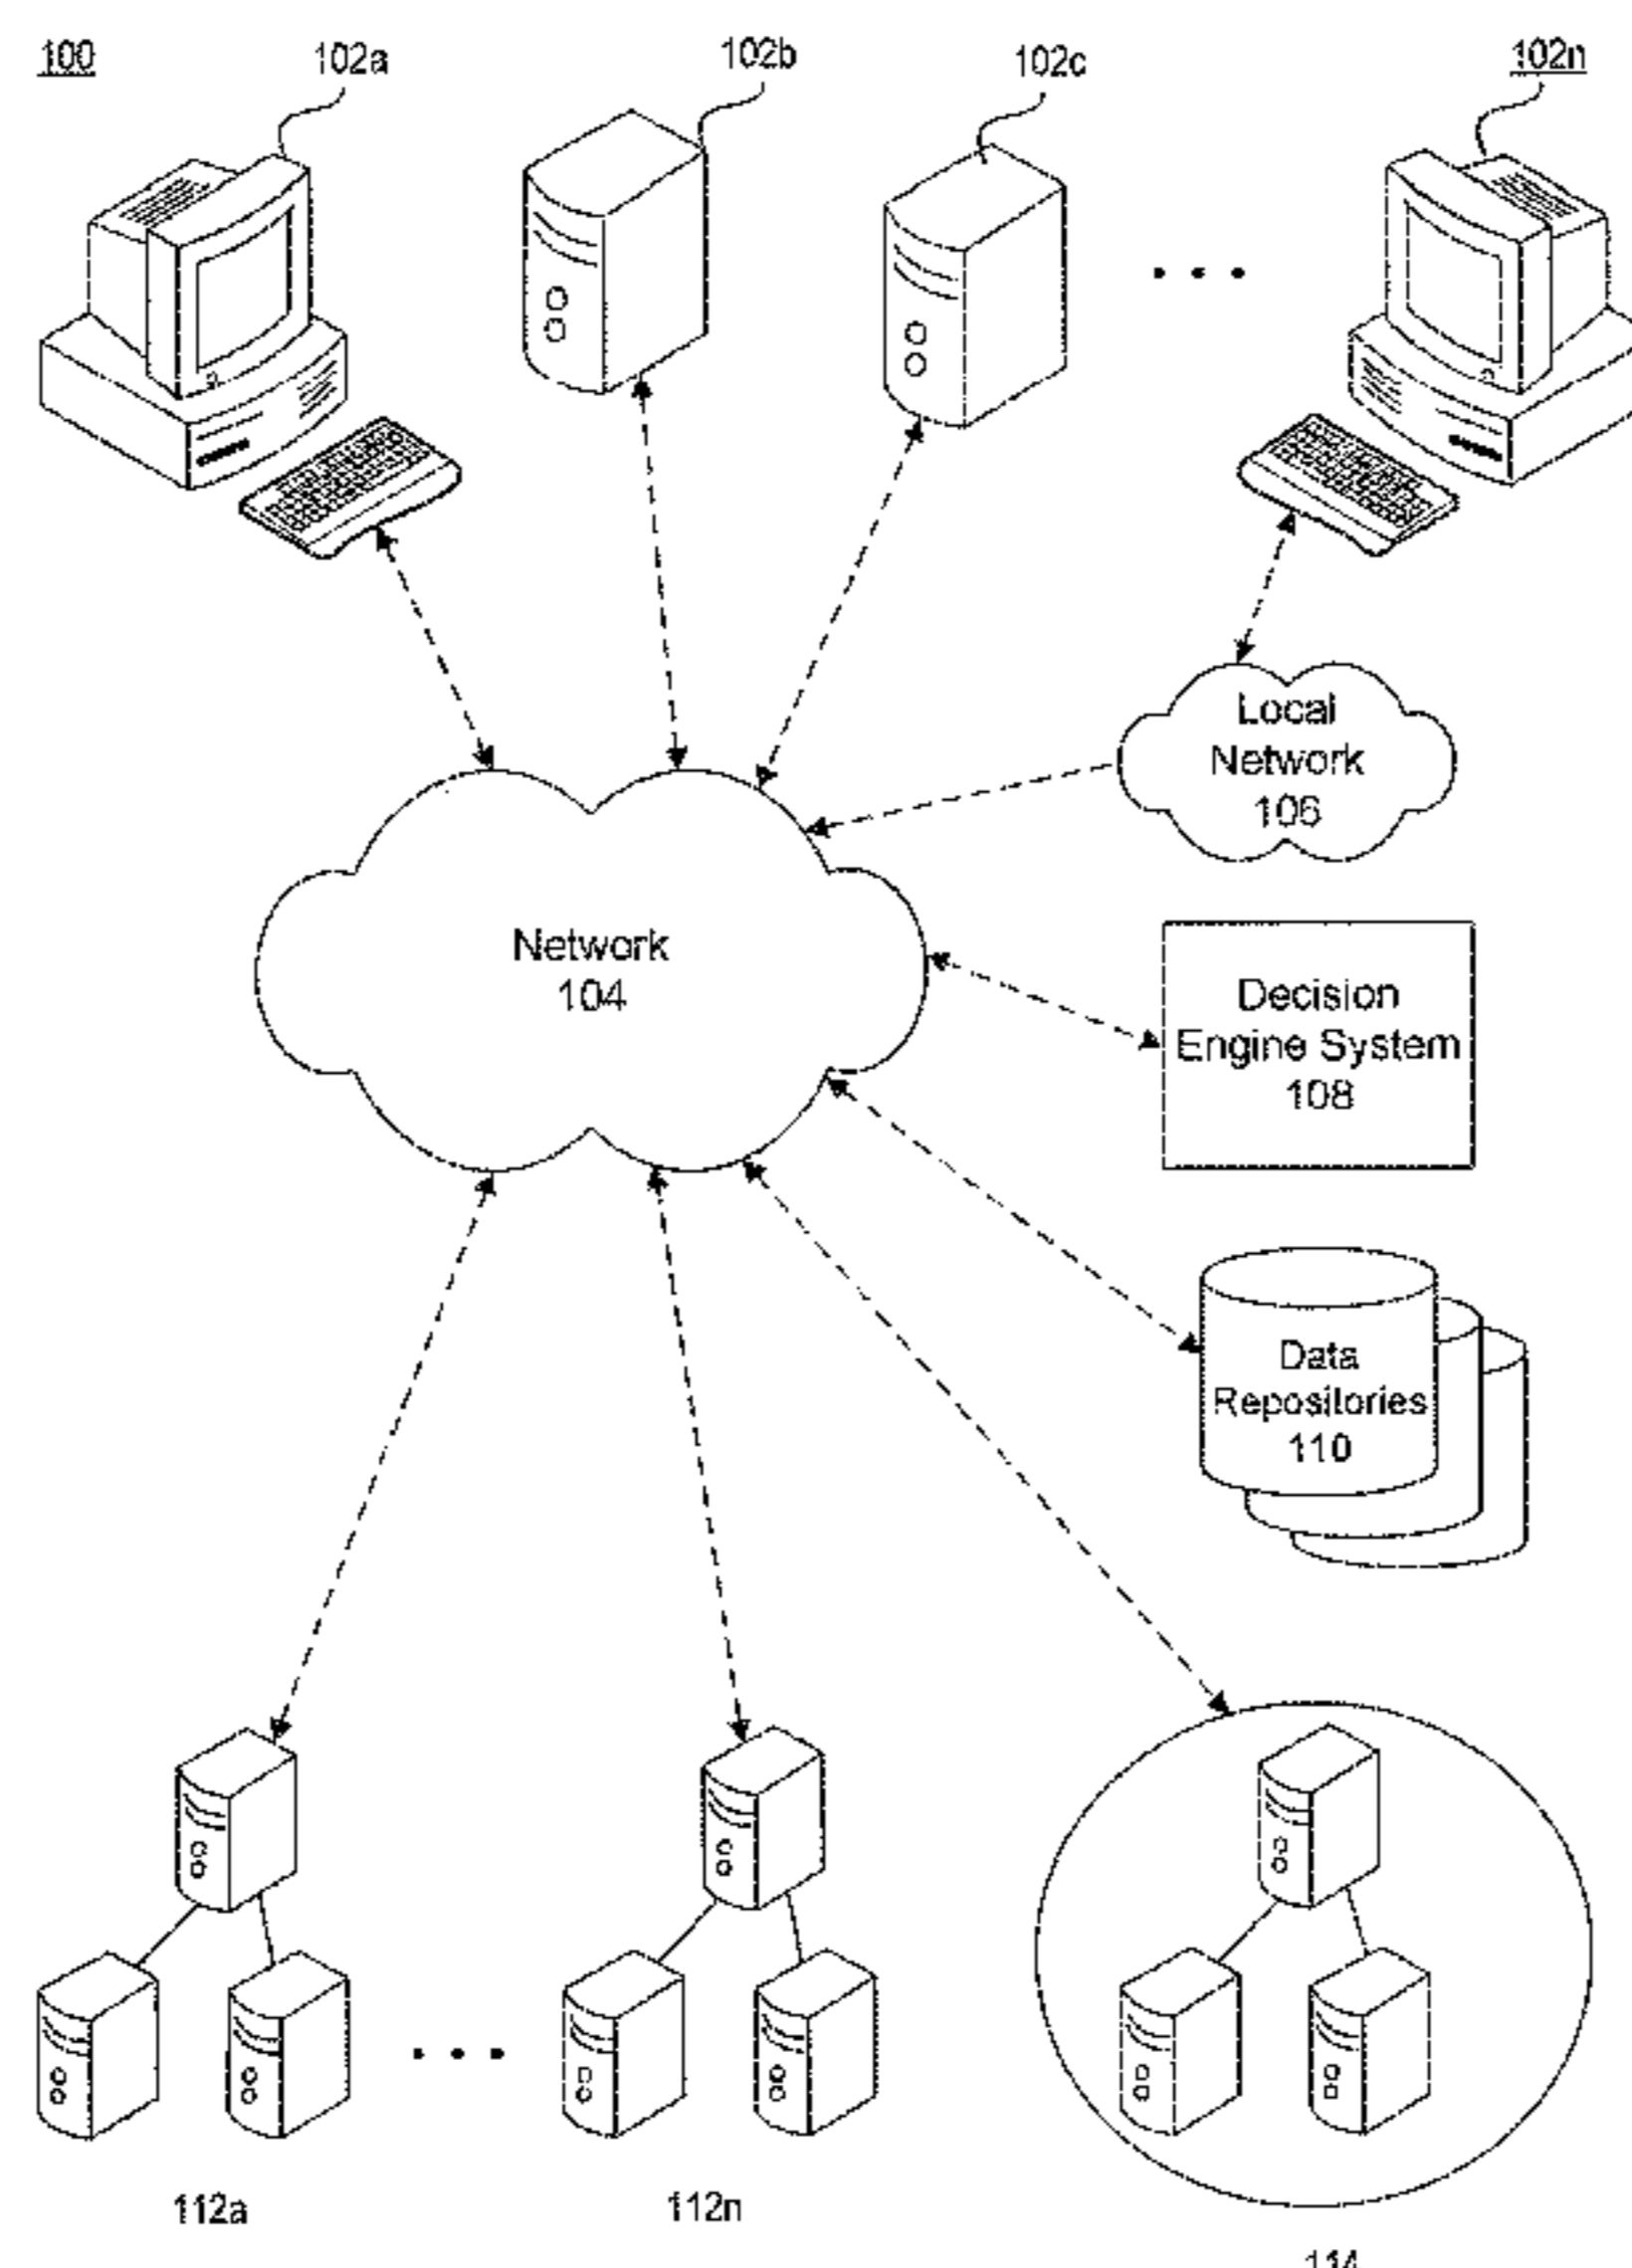 100
102a
102b
102c
102n
Local
Network
106
Network
104
Decision
Engine System
108
Data
Repositories
110
112a
112n
114